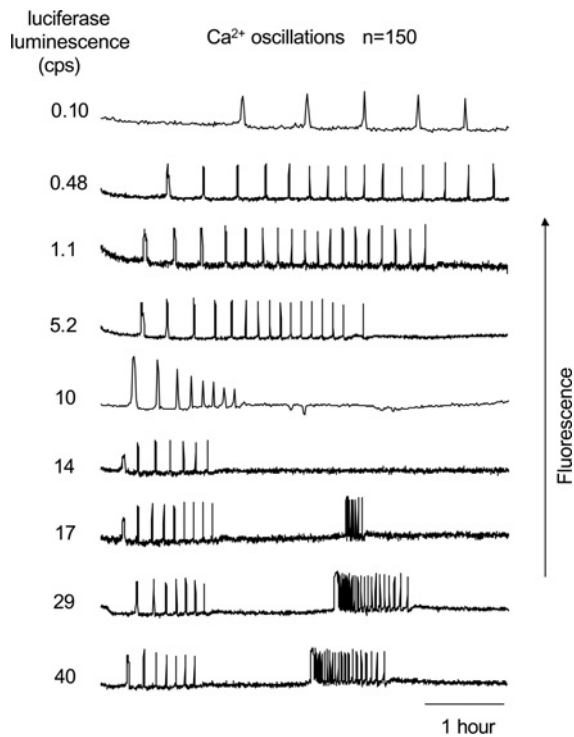 luciferase
luminescence
(cps)
Ca²⁺ oscillations n=150
0.10
0.48
1.1
5.2
10
14
17
29
40
Fluorescence
1 hour